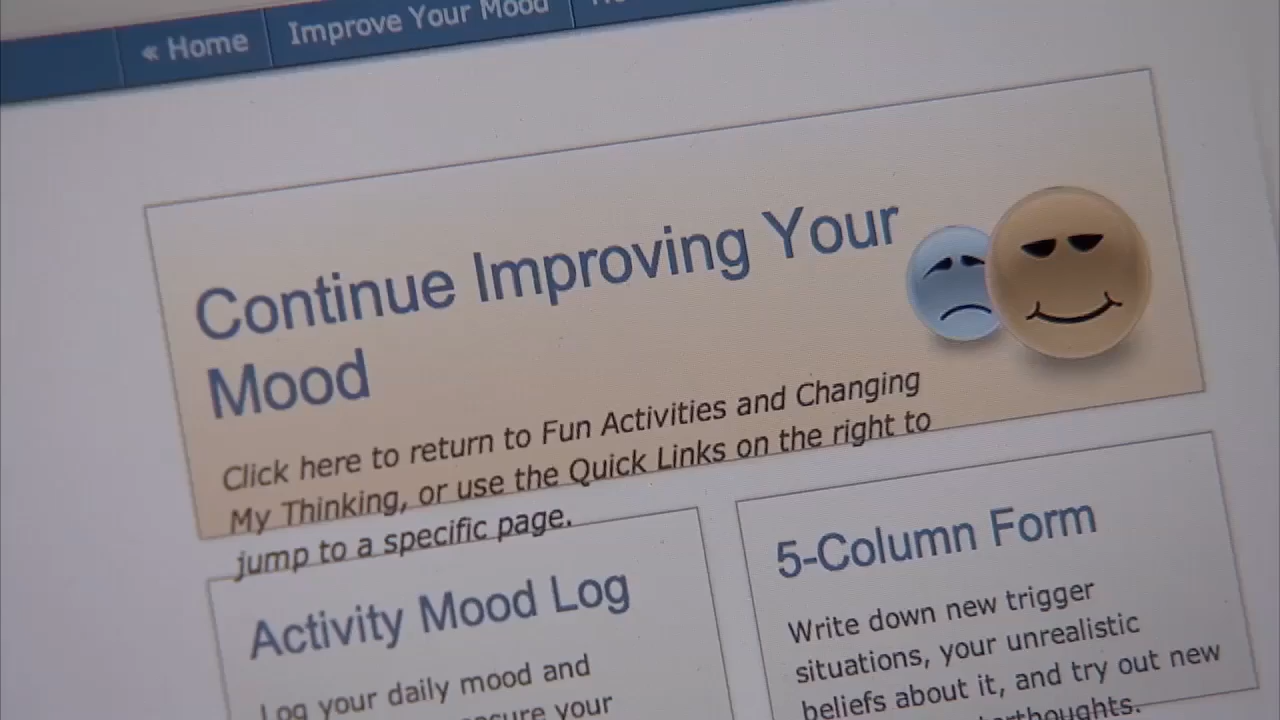 « Home Improve Your Mood
Continue Improving Your
Mood
Click here to return to Fun Activities and Changing
My Thinking, or use the Quick Links on the right to
jump to a specific page.
Activity Mood Log
Log your daily mood and
your
5-Column Form
Write down new trigger
situations, your unrealistic
beliefs about it, and try out new